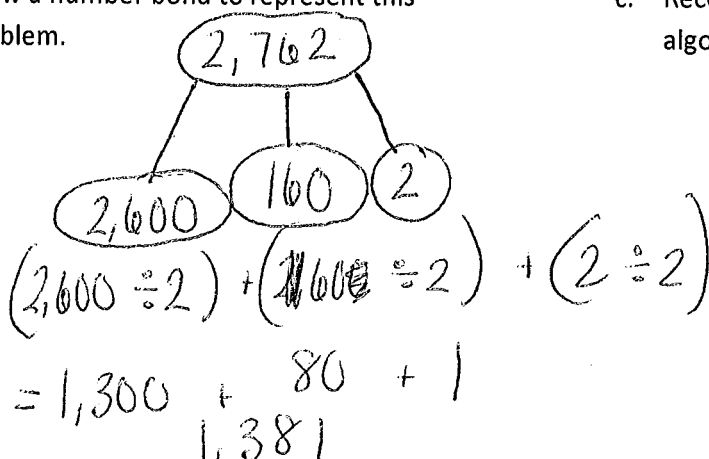 w a number bond to represent this
blem.
c. Reco
algo
2,762
2,600 160 2
(2,600 ÷ 2) + (160 ÷ 2) + (2 ÷ 2)
= 1,300 + 80 + 1
1,381